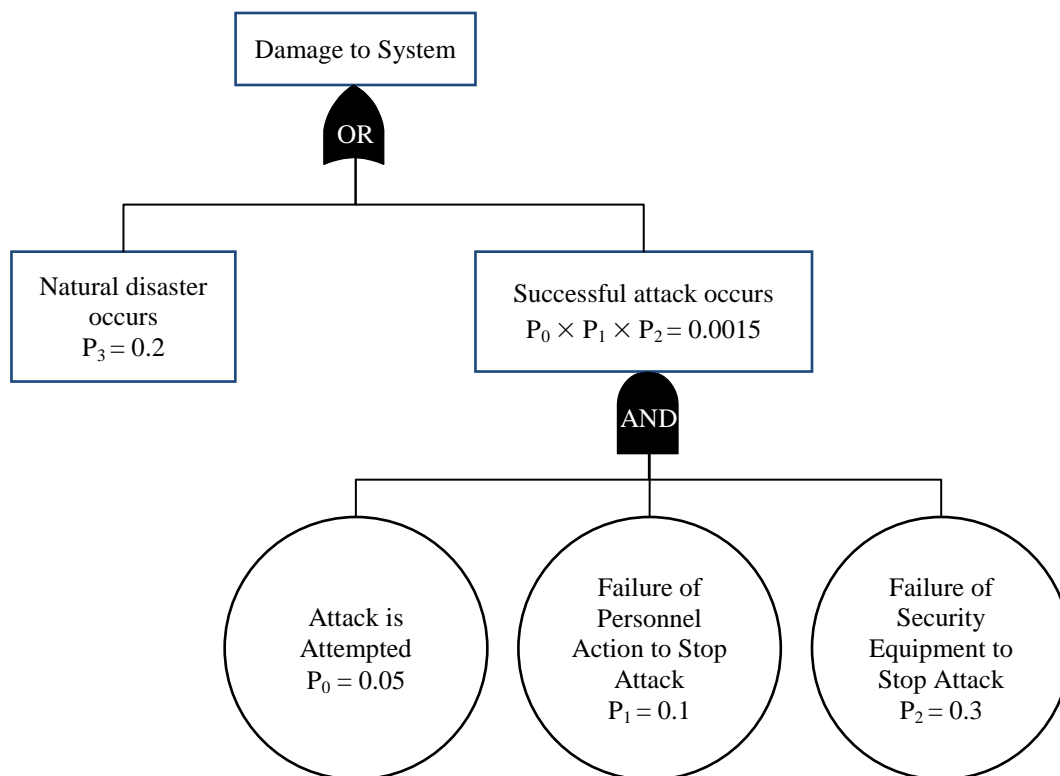 Damage to System
OR
Natural disaster
occurs
P₃ = 0.2
Successful attack occurs
P₀ × P₁ × P₂ = 0.0015
AND
Attack is
Attempted
P₀ = 0.05
Failure of
Personnel
Action to Stop
Attack
P₁ = 0.1
Failure of
Security
Equipment to
Stop Attack
P₂ = 0.3